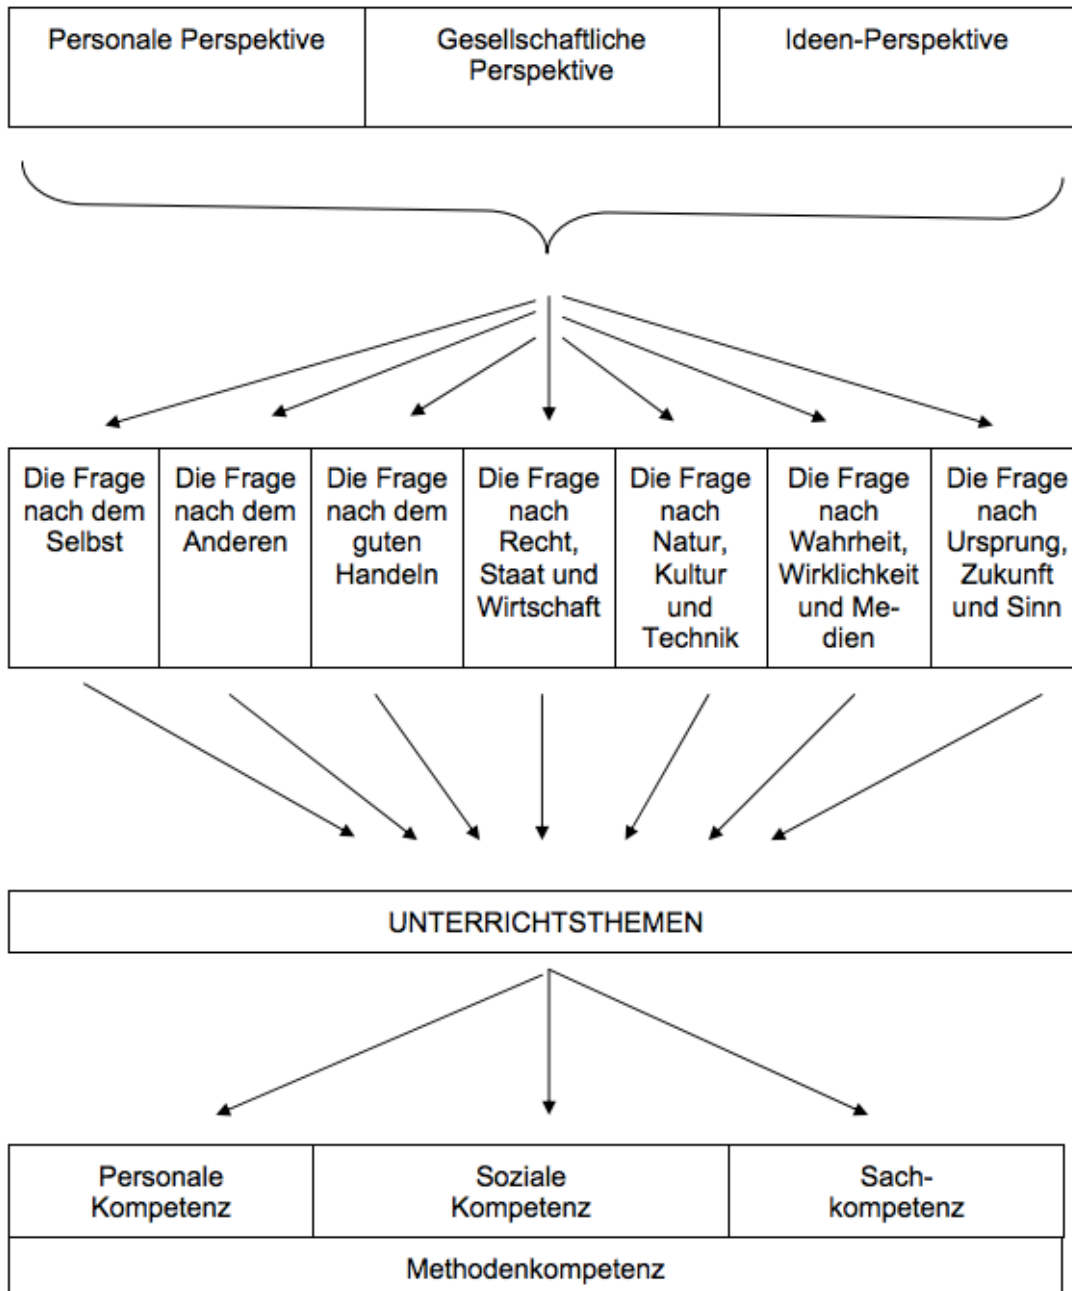 Personale Perspektive
Gesellschaftliche
Perspektive
Ideen-Perspektive
Die Frage
nach dem
Selbst
Die Frage
nach dem
Anderen
Die Frage
nach dem
guten
Handeln
Die Frage
nach
Recht,
Staat und
Wirtschaft
Die Frage
nach
Natur,
Kultur
und
Technik
Die Frage
nach
Wahrheit,
Wirklichkeit
und Me-
dien
Die Frage
nach
Ursprung,
Zukunft
und Sinn
UNTERRICHTSTHEMEN
Personale
Kompetenz
Soziale
Kompetenz
Sach-
kompetenz
Methodenkompetenz